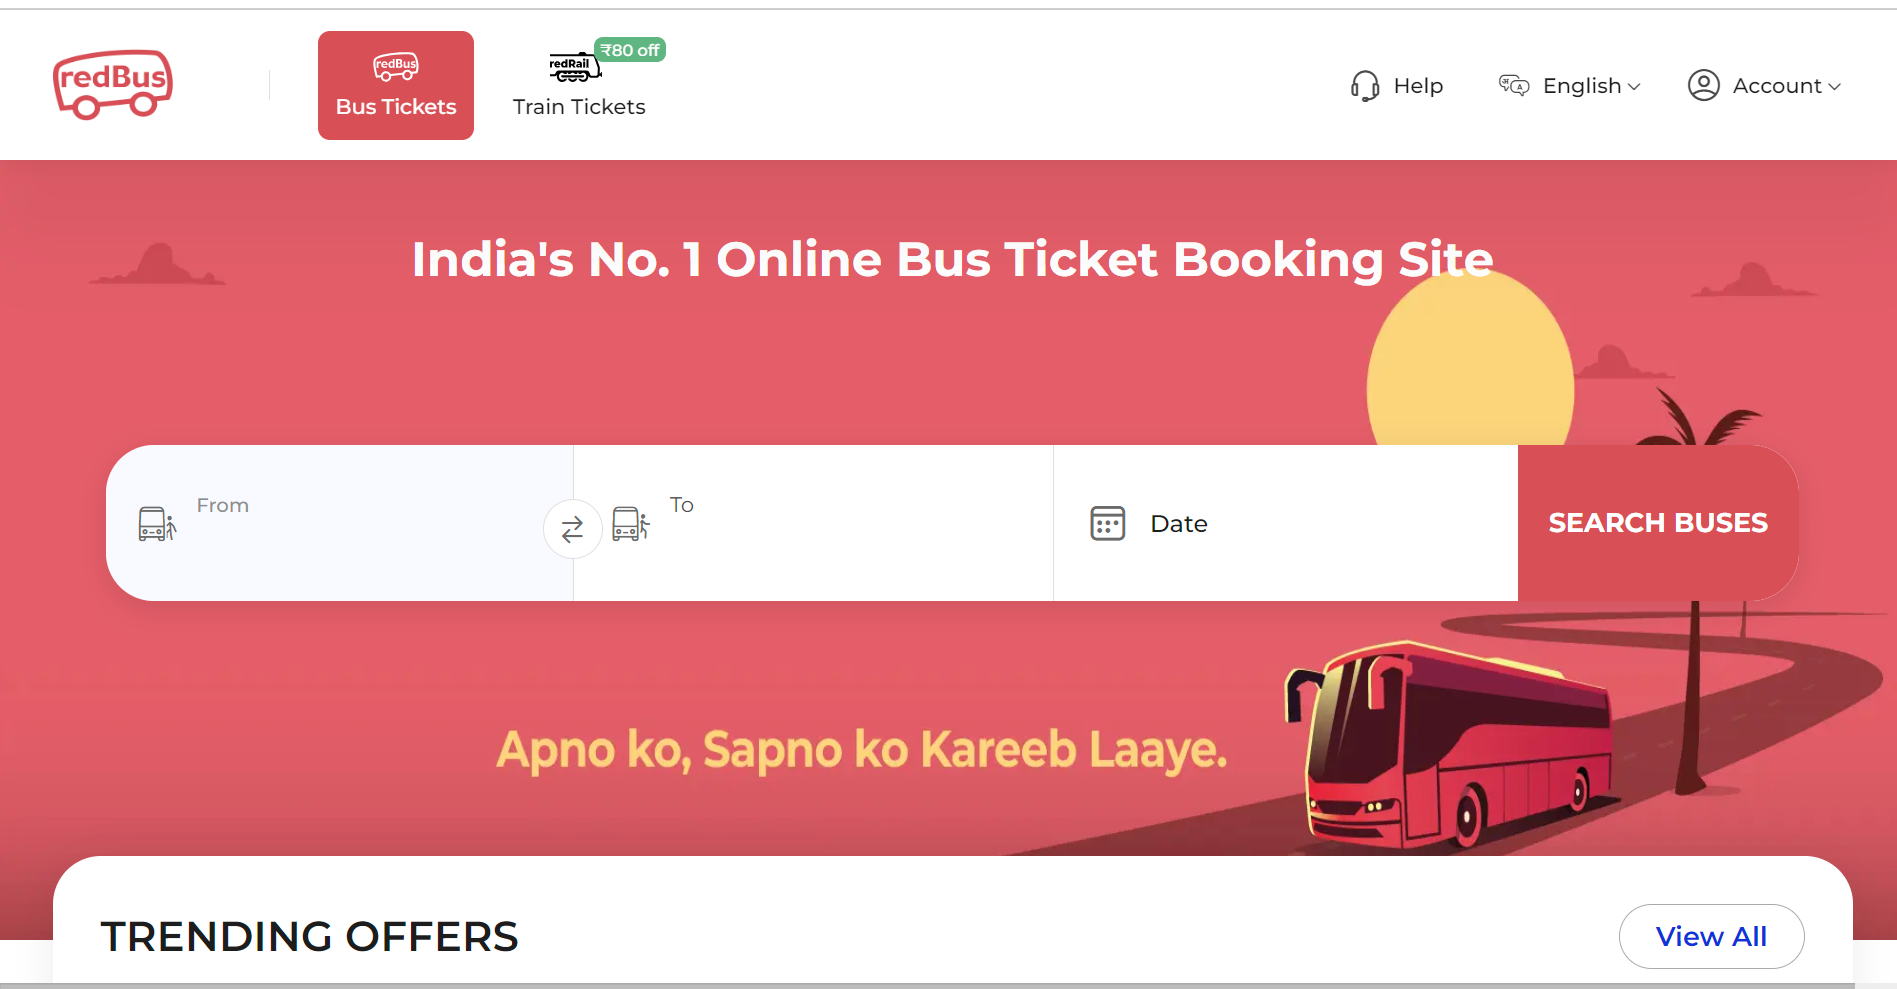 redBus
redBus
Bus Tickets
redRail
₹80 off
Train Tickets
Help
English
Account
India's No. 1 Online Bus Ticket Booking Site
From
To
Date
SEARCH BUSES
Apno ko, Sapno ko Kareeb Laaye.
TRENDING OFFERS
View All